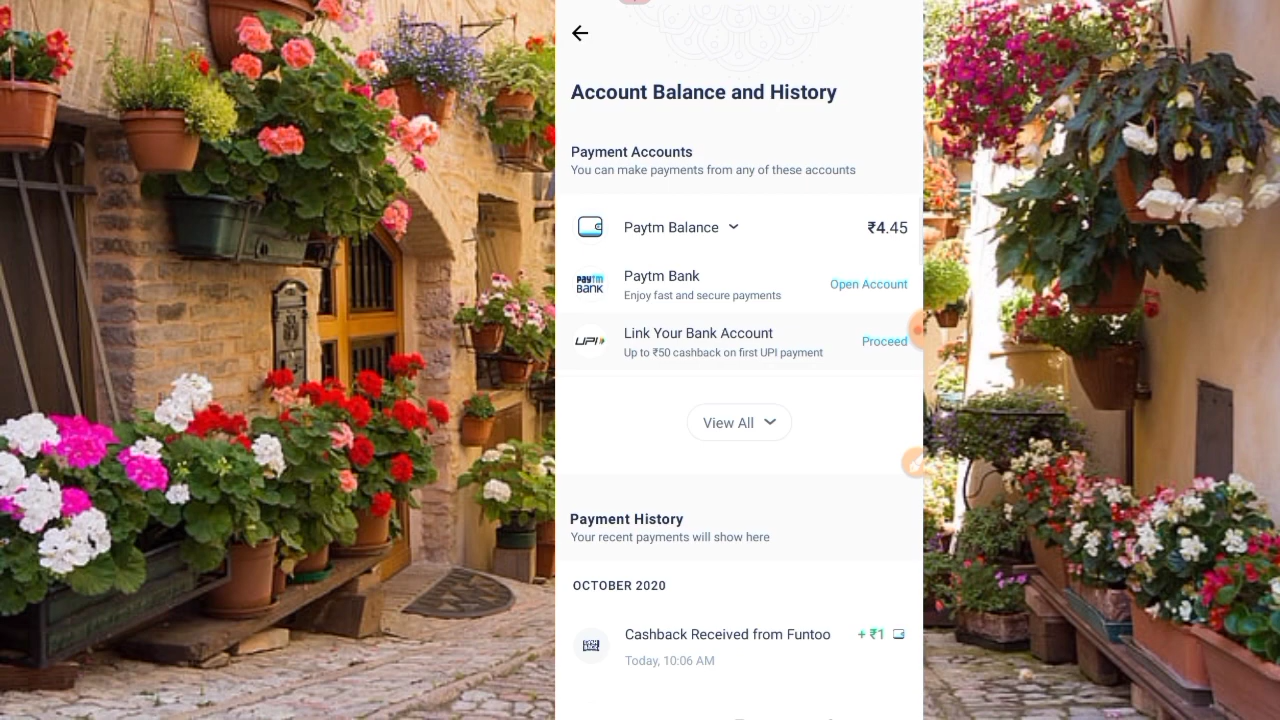 Account Balance and History
Payment Accounts
You can make payments from any of these accounts
Paytm Balance ₹4.45
Paytm Bank
Enjoy fast and secure payments
Open Account
paytm
BANK
Link Your Bank Account
Up to ₹50 cashback on first UPI payment
Proceed
UPI
View All
Payment History
Your recent payments will show here
OCTOBER 2020
Cashback Received from Funtoo + ₹1
Today, 10:06 AM